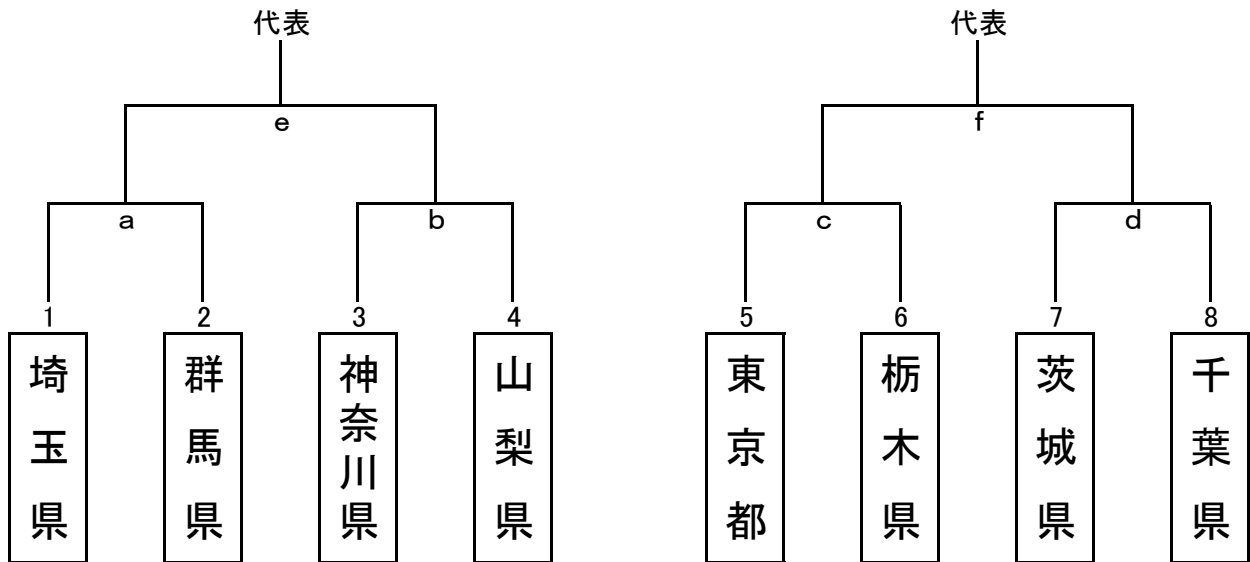 代表 代表
e f
a b c d
1 2 3 4 5 6 7 8
埼玉県
群馬県
神奈川県
山梨県
東京都
栃木県
茨城県
千葉県